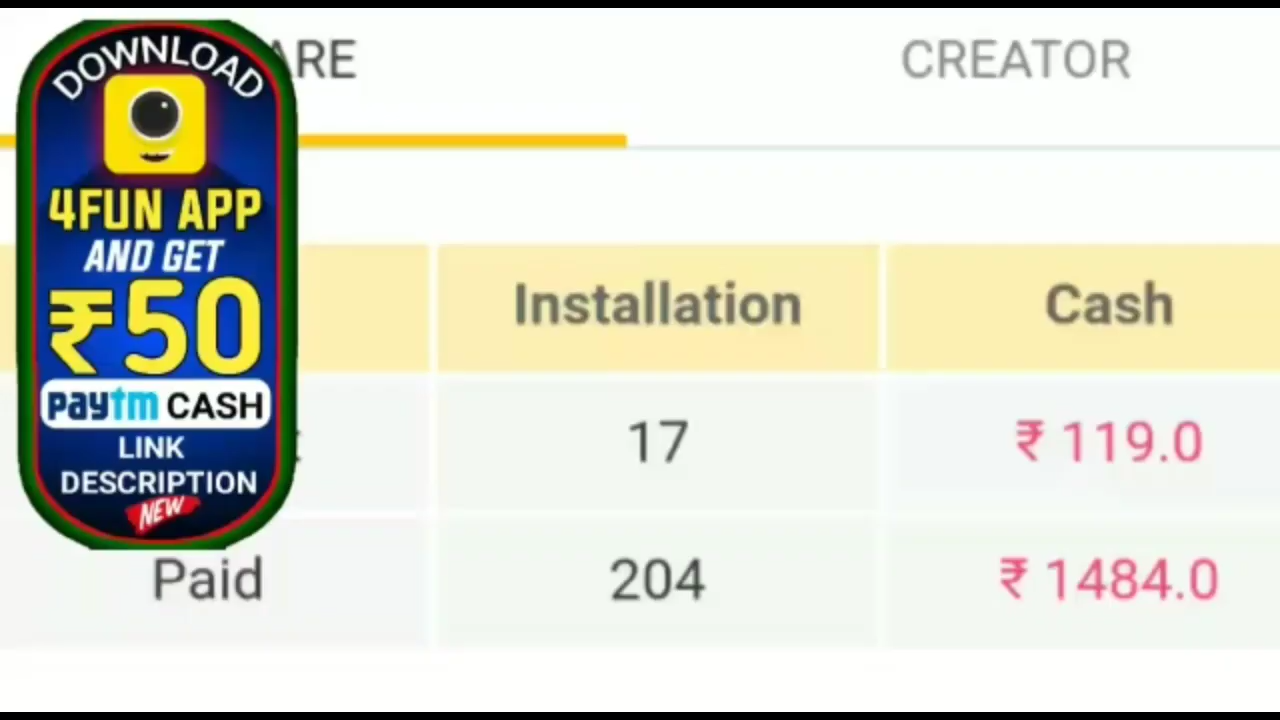 DOWNLOAD
4FUN APP
AND GET
₹50
paytm CASH
LINK
DESCRIPTION
NEW
CREATOR
Installation Cash
17 ₹ 119.0
Paid 204 ₹ 1484.0